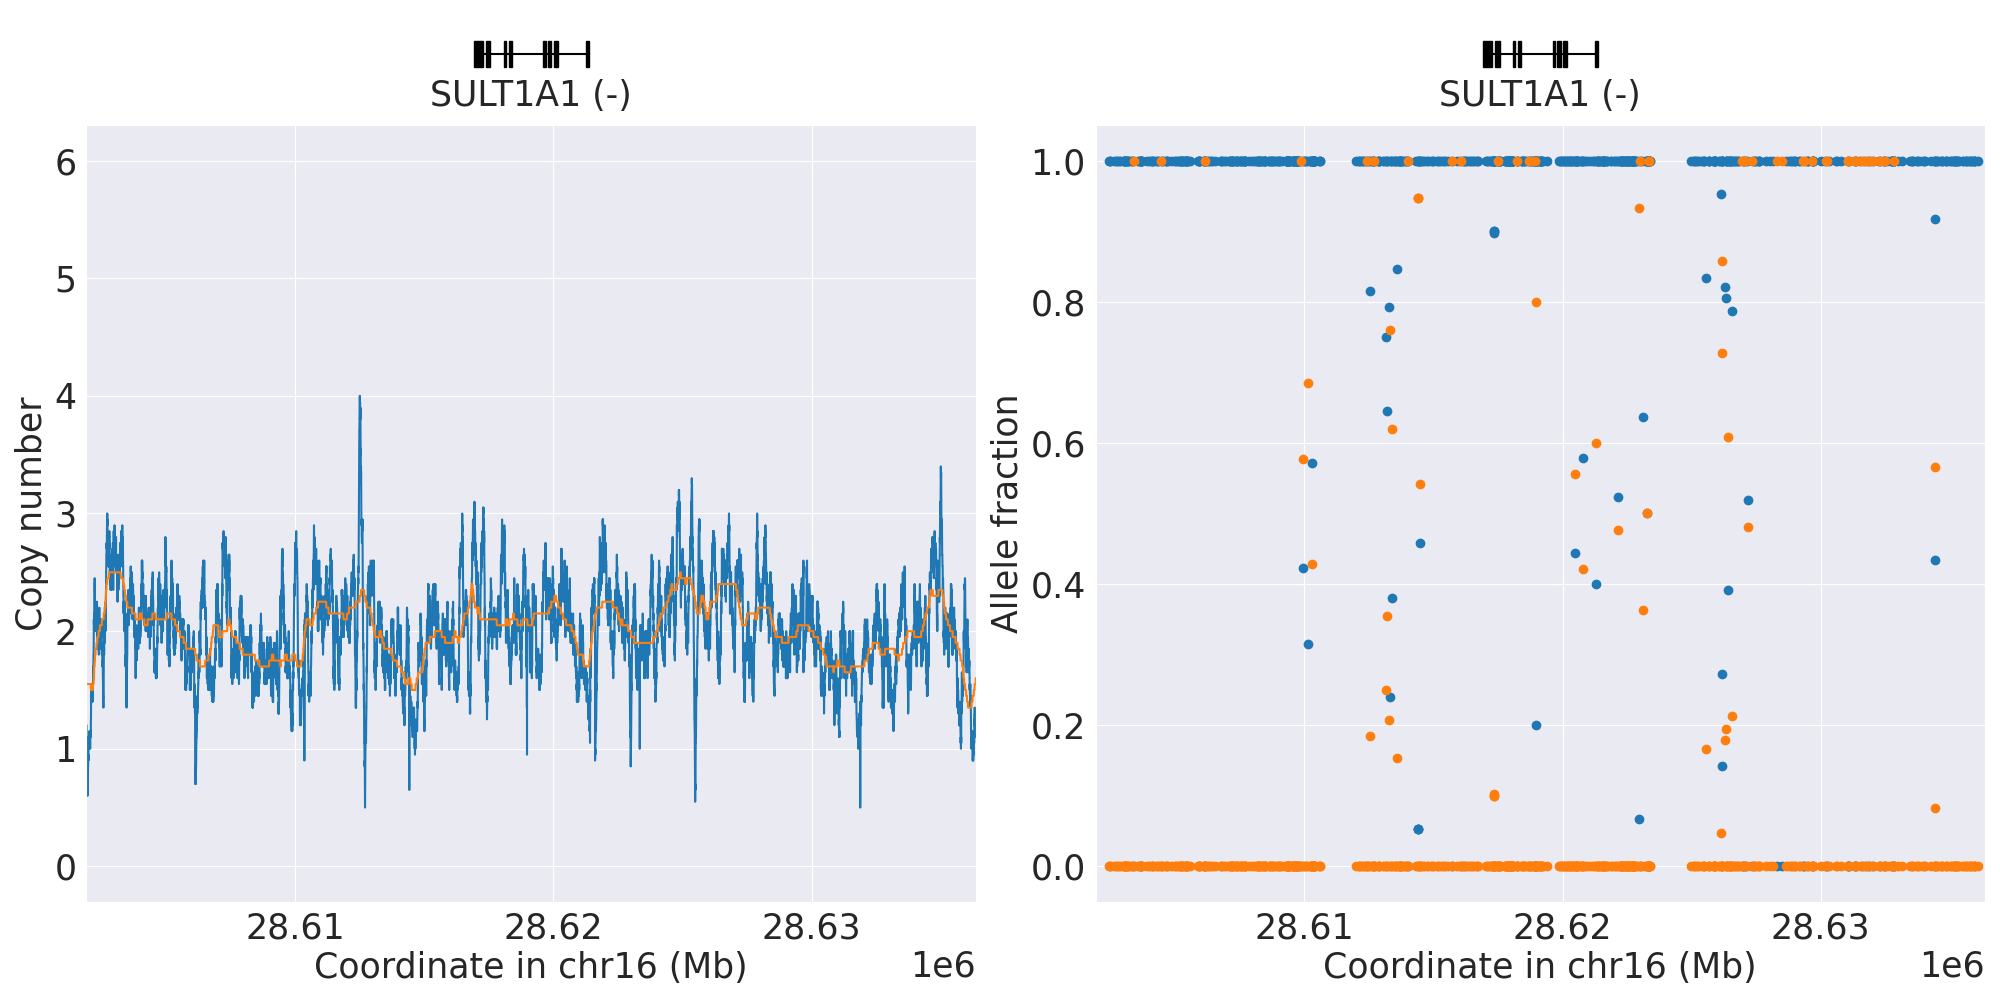 SULT1A1 (-)
6
5
4
3
2
1
0
Copy number
28.61
28.62
28.63
Coordinate in chr16 (Mb)
1e6
SULT1A1 (-)
1.0
0.8
0.6
0.4
0.2
0.0
Allele fraction
28.61
28.62
28.63
Coordinate in chr16 (Mb)
1e6